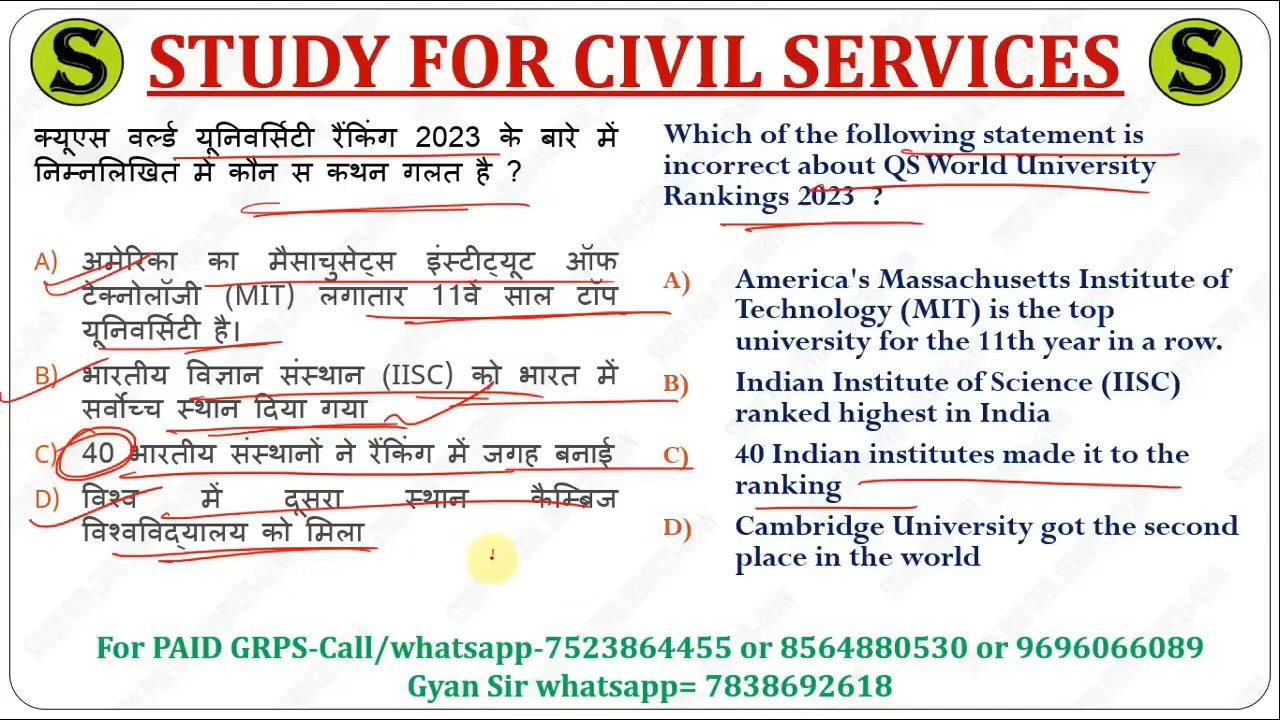 S STUDY FOR CIVIL SERVICES S
क्यूएस वर्ल्ड यूनिवर्सिटी रैंकिंग 2023 के बारे में
निम्नलिखित में कौन स कथन गलत है ?
A) अमेरिका का मैसाचुसेट्स इंस्टीट्यूट ऑफ
टेक्नोलॉजी (MIT) लगातार 11वें साल टॉप
यूनिवर्सिटी है।
B) भारतीय विज्ञान संस्थान (IISC) को भारत में
सर्वोच्च स्थान दिया गया
C) 40 भारतीय संस्थानों ने रैंकिंग में जगह बनाई
D) विश्व में दूसरा स्थान कैम्ब्रिज
विश्वविद्यालय को मिला
Which of the following statement is
incorrect about QS World University
Rankings 2023 ?
A) America's Massachusetts Institute of
Technology (MIT) is the top
university for the 11th year in a row.
B) Indian Institute of Science (IISC)
ranked highest in India
C) 40 Indian institutes made it to the
ranking
D) Cambridge University got the second
place in the world
For PAID GRPS-Call/whatsapp-7523864455 or 8564880530 or 9696066089
Gyan Sir whatsapp= 7838692618